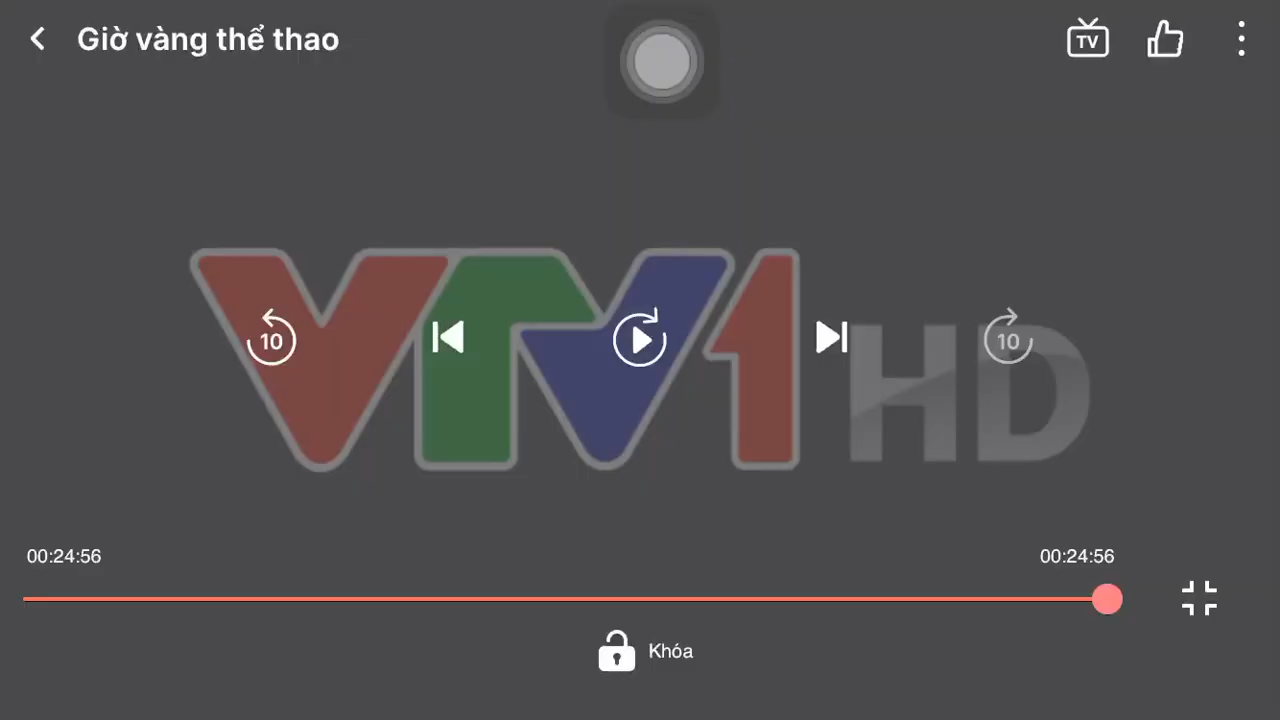 Giờ vàng thể thao
TV
VTV1 HD
10
10
00:24:56
00:24:56
Khóa